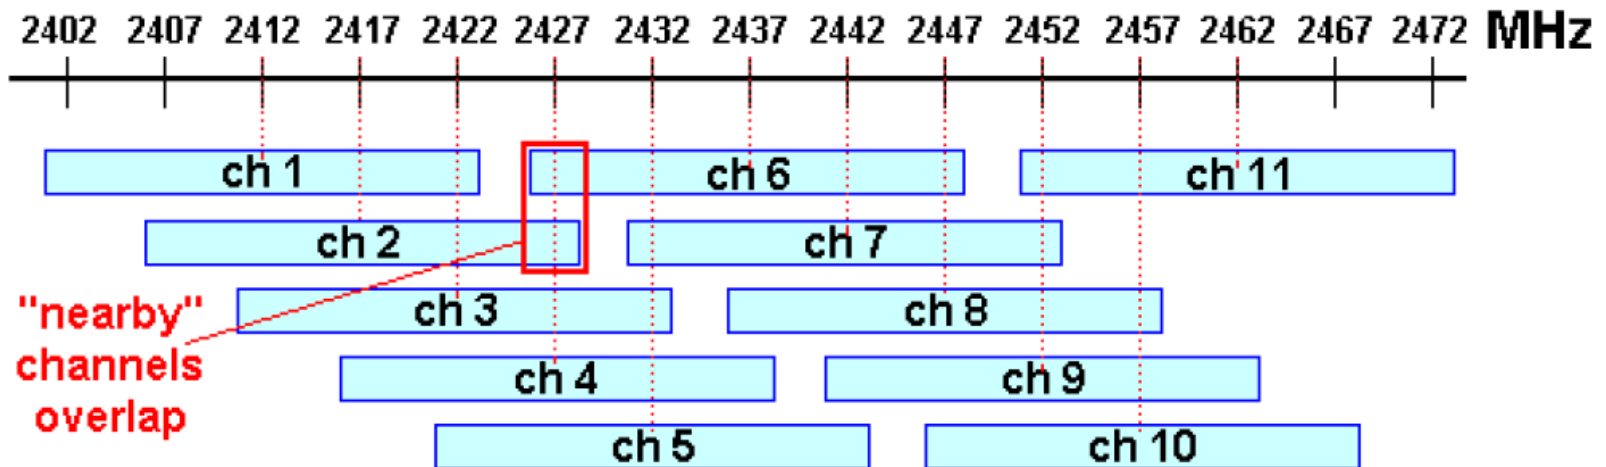 2402 2407 2412 2417 2422 2427 2432 2437 2442 2447 2452 2457 2462 2467 2472 MHz
ch 1 ch 6 ch 11
ch 2 ch 7
ch 3 ch 8
ch 4 ch 9
ch 5 ch 10
"nearby"
channels
overlap